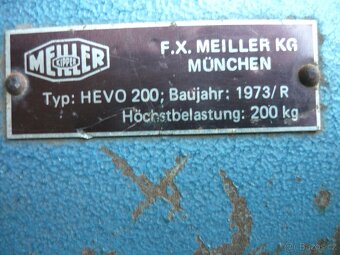 MEILLER
KIPPER
F.X. MEILLER KG
MÜNCHEN
Typ: HEVO 200; Baujahr: 1973/R
Höchstbelastung: 200 kg